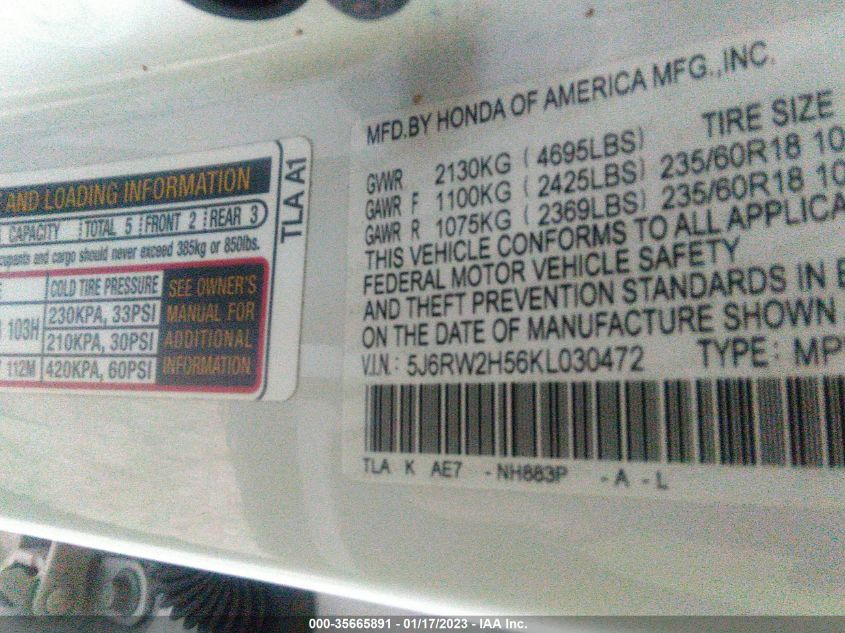 AND LOADING INFORMATION
CAPACITY TOTAL 5 FRONT 2 REAR 3
cupants and cargo should never exceed 385kg or 850lbs.
COLD TIRE PRESSURE
103H 230KPA, 33PSI
210KPA, 30PSI
112M 420KPA, 60PSI
SEE OWNER'S
MANUAL FOR
ADDITIONAL
INFORMATION
TLA A1
MFD.BY HONDA OF AMERICA MFG.,INC.
TIRE SIZE
GVWR 2130KG ( 4695LBS)
GAWR F 1100KG ( 2425LBS) 235/60R18 10
GAWR R 1075KG ( 2369LBS) 235/60R18 10
THIS VEHICLE CONFORMS TO ALL APPLICA
FEDERAL MOTOR VEHICLE SAFETY
AND THEFT PREVENTION STANDARDS IN E
ON THE DATE OF MANUFACTURE SHOWN
V.I.N.: 5J6RW2H56KL030472 TYPE: MP
TLA K AE7 - NH883P - A - L
000-35665891 - 01/17/2023 - IAA Inc.